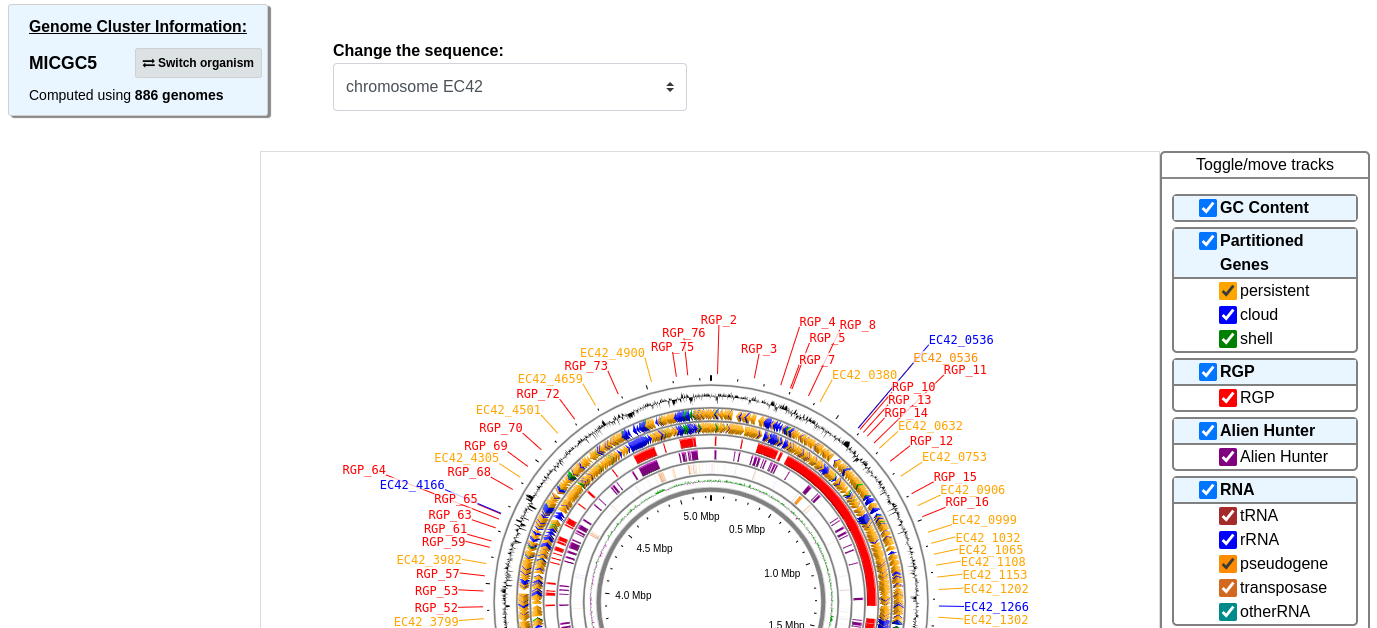 Genome Cluster Information:
MICGC5
Switch organism
Computed using 886 genomes
Change the sequence:
chromosome EC42
Toggle/move tracks
GC Content
Partitioned
Genes
persistent
cloud
shell
RGP
RGP
Alien Hunter
Alien Hunter
RNA
tRNA
rRNA
pseudogene
transposase
otherRNA
RGP_2
RGP_76
RGP_75
RGP_3
RGP_4
RGP_8
RGP_5
RGP_7
EC42_4900
RGP_73
EC42_4659
RGP_72
EC42_4501
RGP_70
RGP_69
EC42_4305
RGP_68
RGP_64
EC42_4166
RGP_65
RGP_63
RGP_61
RGP_59
EC42_3982
RGP_57
RGP_53
RGP_52
EC42_3799
EC42_0380
EC42_0536
EC42_0536
RGP_11
RGP_10
RGP_13
RGP_14
EC42_0632
RGP_12
EC42_0753
RGP_15
EC42_0906
RGP_16
EC42_0999
EC42_1032
EC42_1065
EC42_1108
EC42_1153
EC42_1202
EC42_1266
EC42_1302
5.0 Mbp
0.5 Mbp
4.5 Mbp
1.0 Mbp
4.0 Mbp
1.5 Mbp